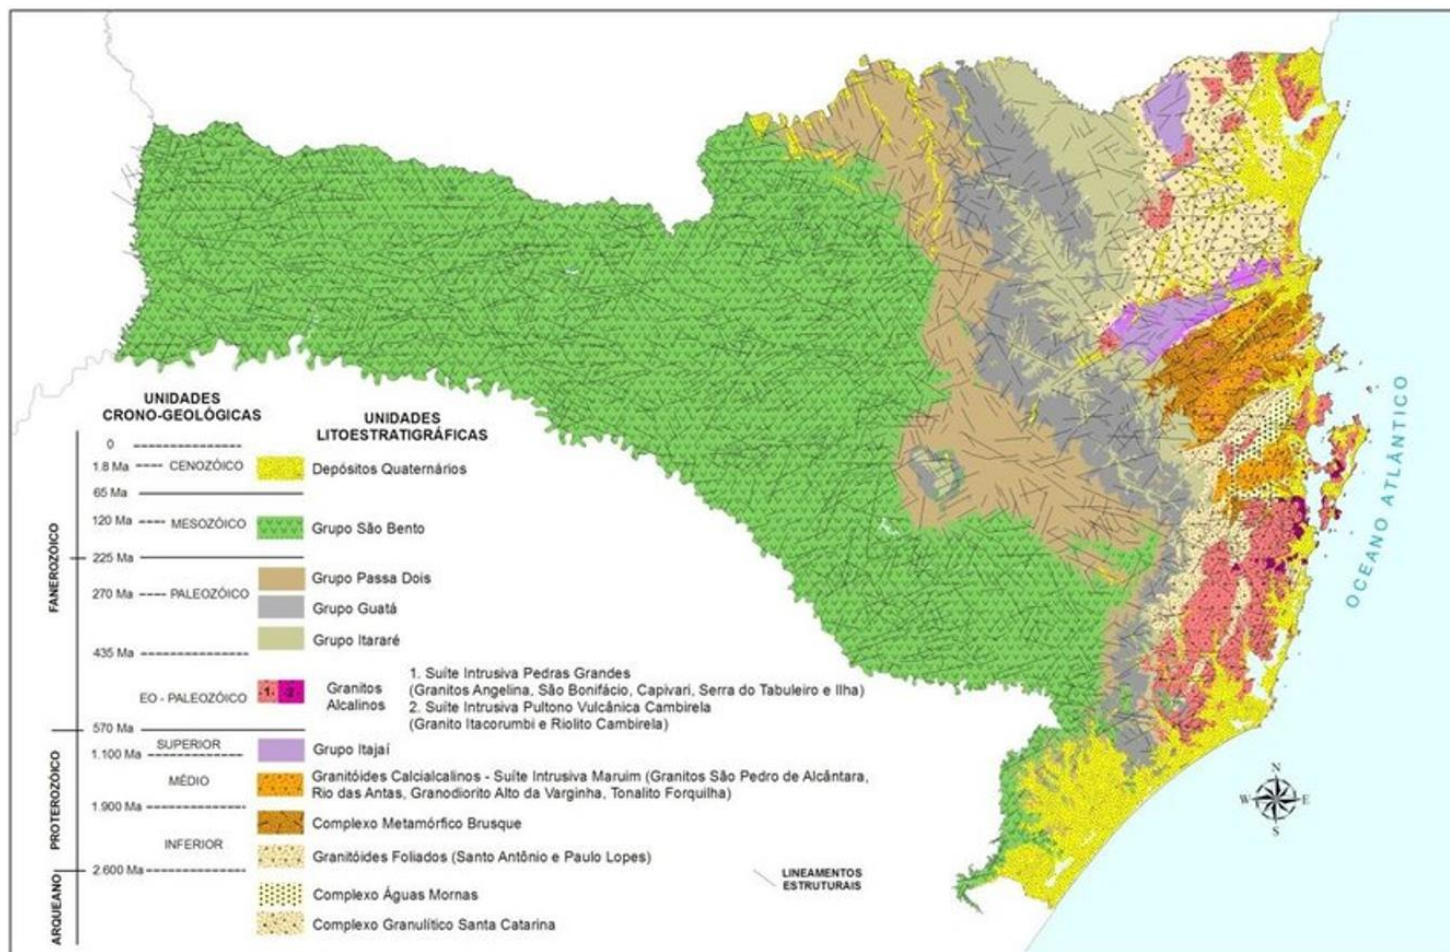 OCEANO ATLÂNTICO
UNIDADES
CRONO-GEOLÓGICAS
UNIDADES
LITOESTRATIGRÁFICAS
FANEROZÓICO
PROTEROZÓICO
ARQUEANO
0
1.8 Ma
CENOZÓICO
Depósitos Quaternários
65 Ma
120 Ma
MESOZÓICO
Grupo São Bento
225 Ma
Grupo Passa Dois
270 Ma
PALEOZÓICO
Grupo Guatá
Grupo Itararé
435 Ma
EO - PALEOZÓICO
1.
2
Granitos
Alcalinos
1. Suíte Intrusiva Pedras Grandes
(Granitos Angelina, São Bonifácio, Capivari, Serra do Tabuleiro e Ilha)
2. Suíte Intrusiva Pultono Vulcânica Cambirela
(Granito Itacorumbi e Riolito Cambirela)
570 Ma
SUPERIOR
Grupo Itajaí
1.100 Ma
MÉDIO
Granitóides Calcialcalinos - Suíte Intrusiva Maruim (Granitos São Pedro de Alcântara,
Rio das Antas, Granodiorito Alto da Varginha, Tonalito Forquilha)
1.900 Ma
Complexo Metamórfico Brusque
INFERIOR
Granitóides Foliados (Santo Antônio e Paulo Lopes)
2.600 Ma
Complexo Águas Mornas
Complexo Granulítico Santa Catarina
LINEAMENTOS
ESTRUTURAIS
N
W
E
S